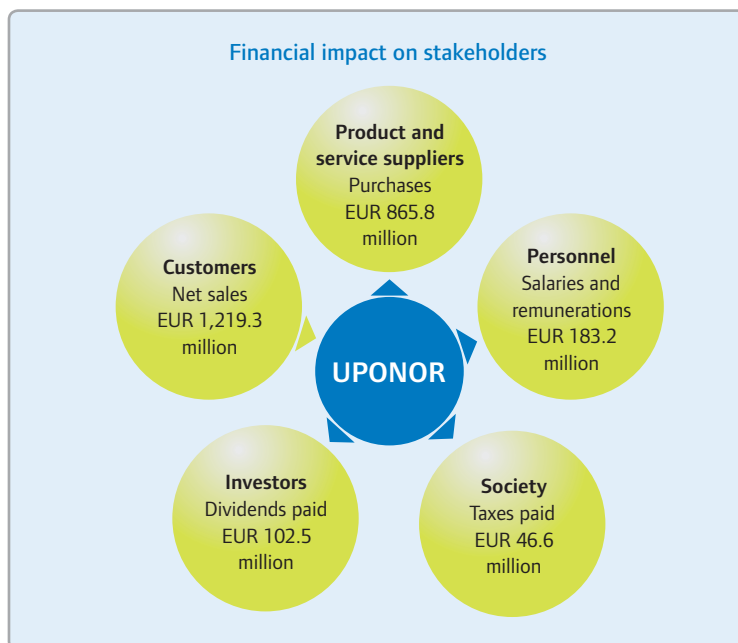 Financial impact on stakeholders
Product and
service suppliers
Purchases
EUR 865.8
million
Customers
Net sales
EUR 1,219.3
million
Personnel
Salaries and
remunerations
EUR 183.2
million
UPONOR
Investors
Dividends paid
EUR 102.5
million
Society
Taxes paid
EUR 46.6
million